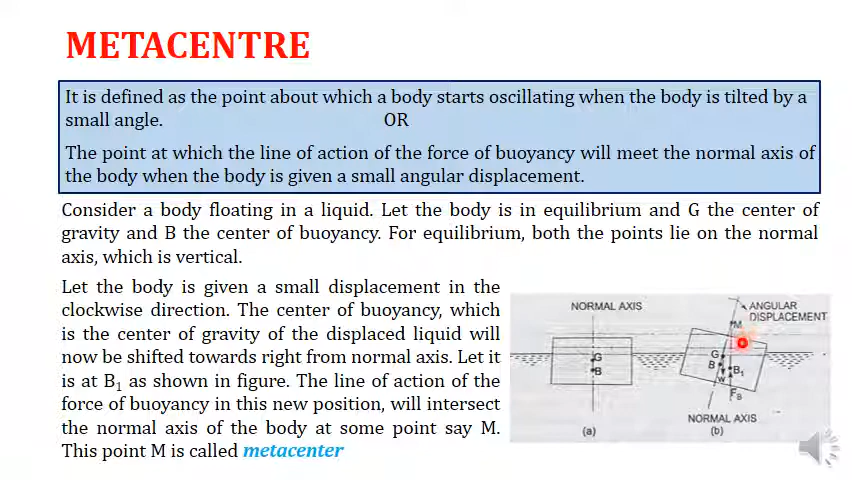 METACENTRE
It is defined as the point about which a body starts oscillating when the body is tilted by a
small angle. OR
The point at which the line of action of the force of buoyancy will meet the normal axis of
the body when the body is given a small angular displacement.
Consider a body floating in a liquid. Let the body is in equilibrium and G the center of
gravity and B the center of buoyancy. For equilibrium, both the points lie on the normal
axis, which is vertical.
Let the body is given a small displacement in the
clockwise direction. The center of buoyancy, which
is the center of gravity of the displaced liquid will
now be shifted towards right from normal axis. Let it
is at B₁ as shown in figure. The line of action of the
force of buoyancy in this new position, will intersect
the normal axis of the body at some point say M.
This point M is called metacenter
NORMAL AXIS
G
B
(a)
ANGULAR
DISPLACEMENT
M
G
B
B₁
W
F_B
NORMAL AXIS
(b)